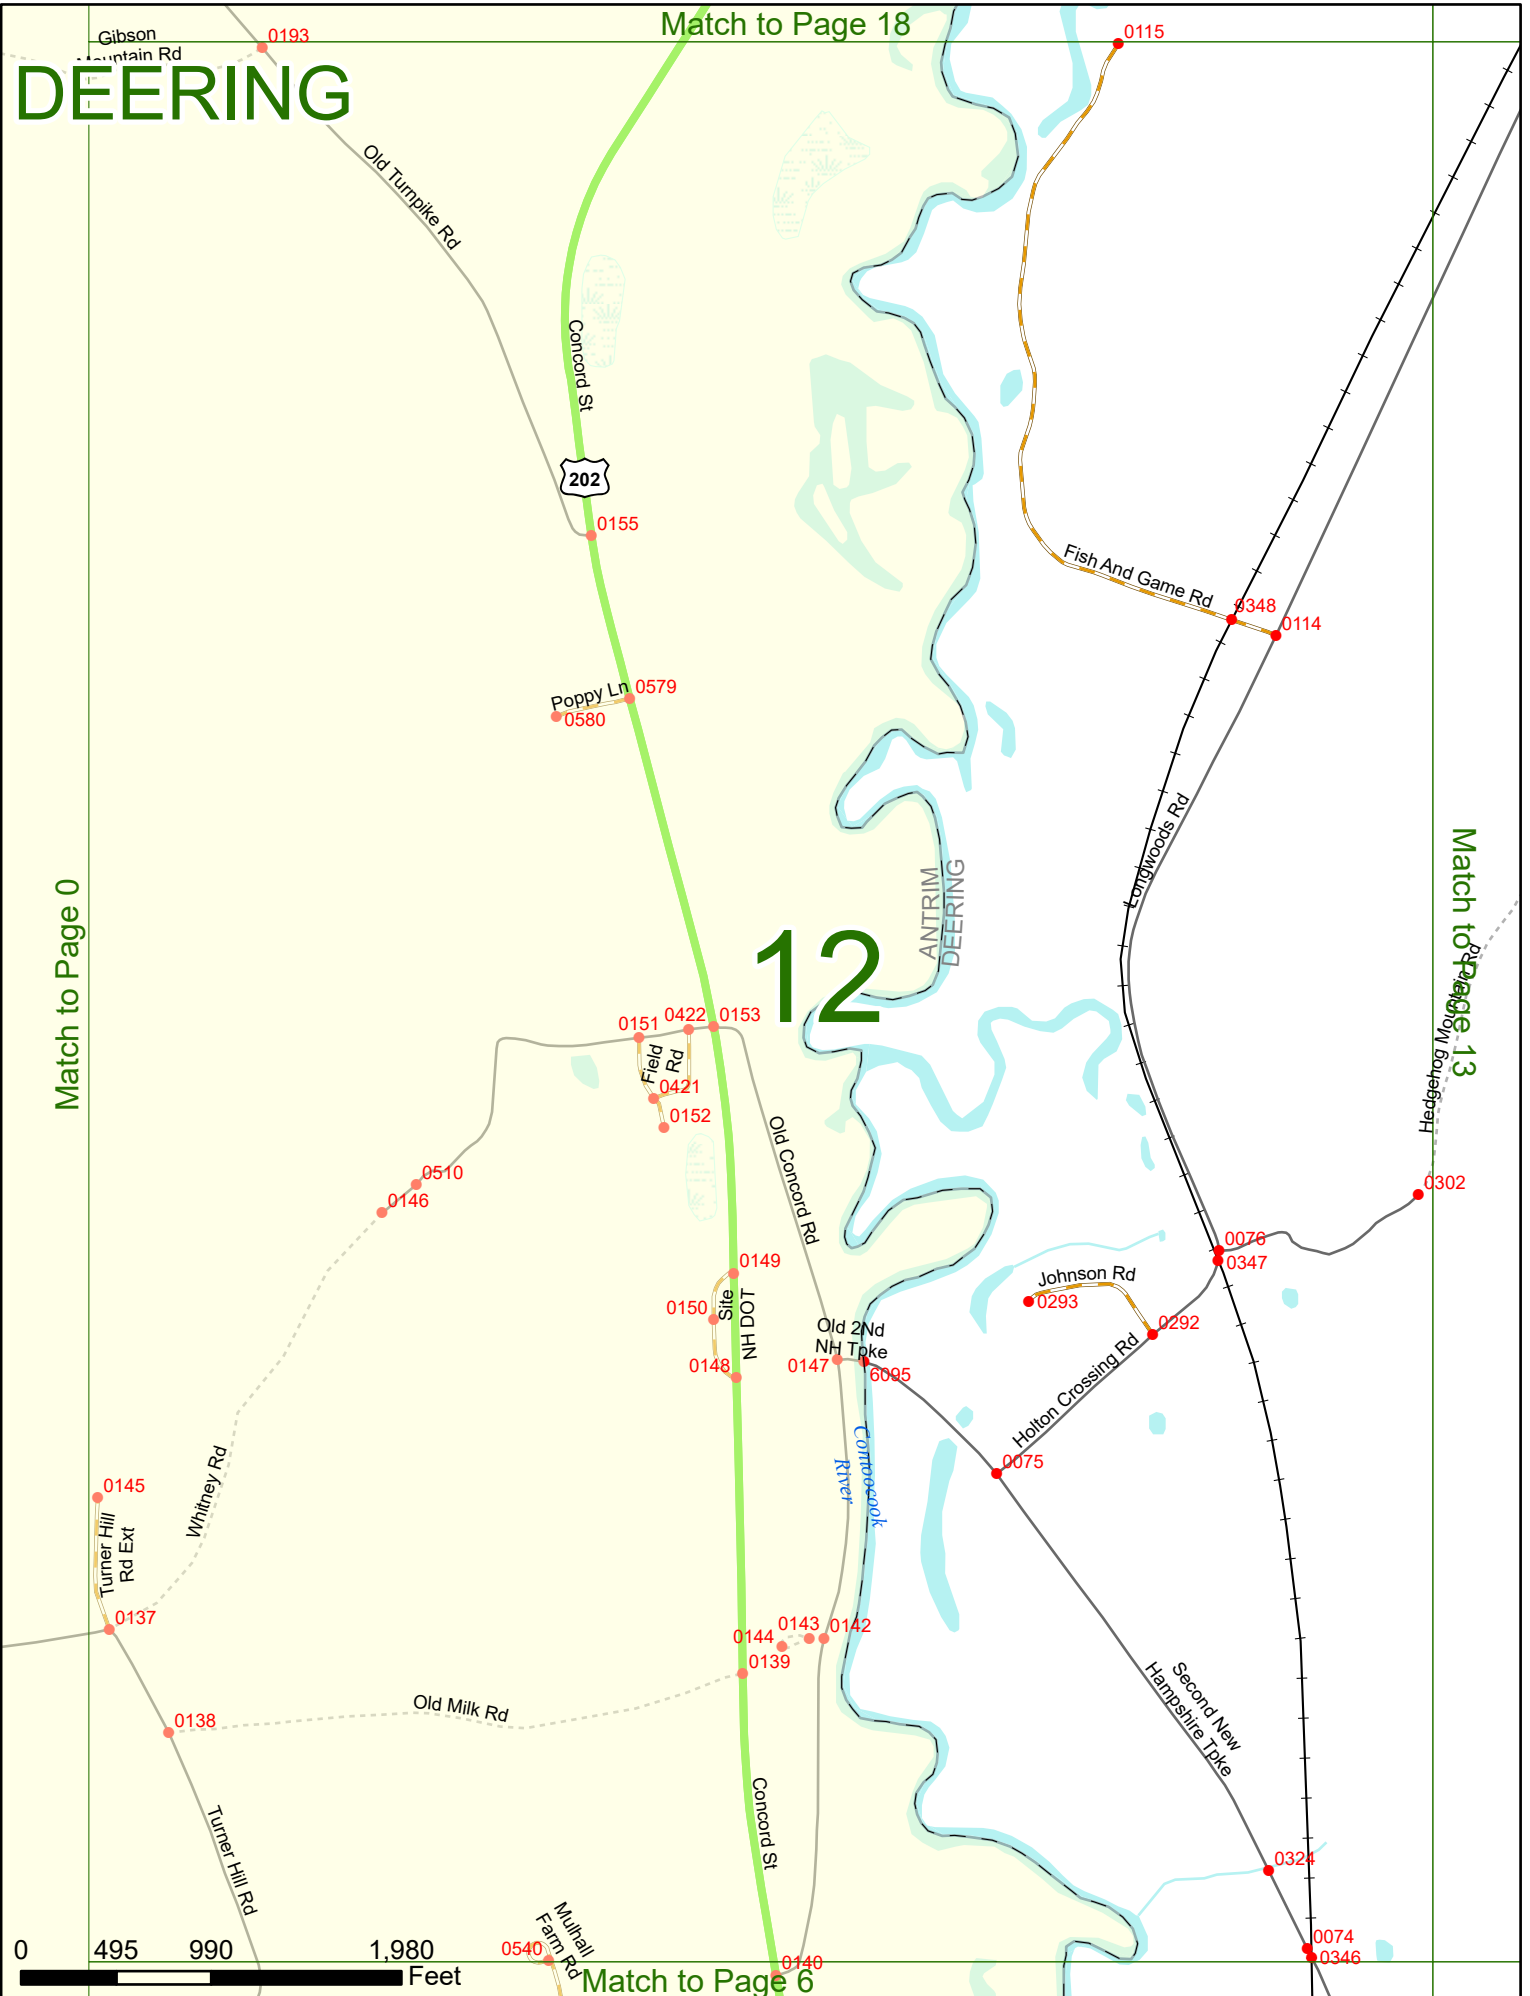 Match to Page 18
Gibson
Mountain Rd
0193
0115
DEERING
Old Turnpike Rd
Concord St
202
0155
Fish And Game Rd
0348
0114
Poppy Ln
0579
0580
Longwoods Rd
Match to Page 0
Match to Page 13
ANTRIM
DEERING
12
Hedgehog Mountain Rd
0151
0422
0153
Field
Rd
0421
0152
Old Concord Rd
0510
0146
0302
0149
0076
0347
Johnson Rd
0293
0150
Site
NH DOT
Old 2Nd
NH Tpke
0292
0148
0147
6095
Holton Crossing Rd
Contoocook
River
0075
Whitney Rd
0145
Turner Hill
Rd Ext
0137
0144
0143
0142
0139
Old Milk Rd
0138
Second New
Hampshire Tpke
Concord St
Turner Hill Rd
0324
Mulhall
Farm Rd
0540
0074
0346
0140
0
495
990
1,980
Feet
Match to Page 6